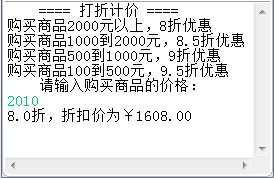 ==== 打折计价 ====
购买商品2000元以上，8折优惠
购买商品1000到2000元，8.5折优惠
购买商品500到1000元，9折优惠
购买商品100到500元，9.5折优惠
请输入购买商品的价格：
2010
8.0折，折扣价为￥1608.00